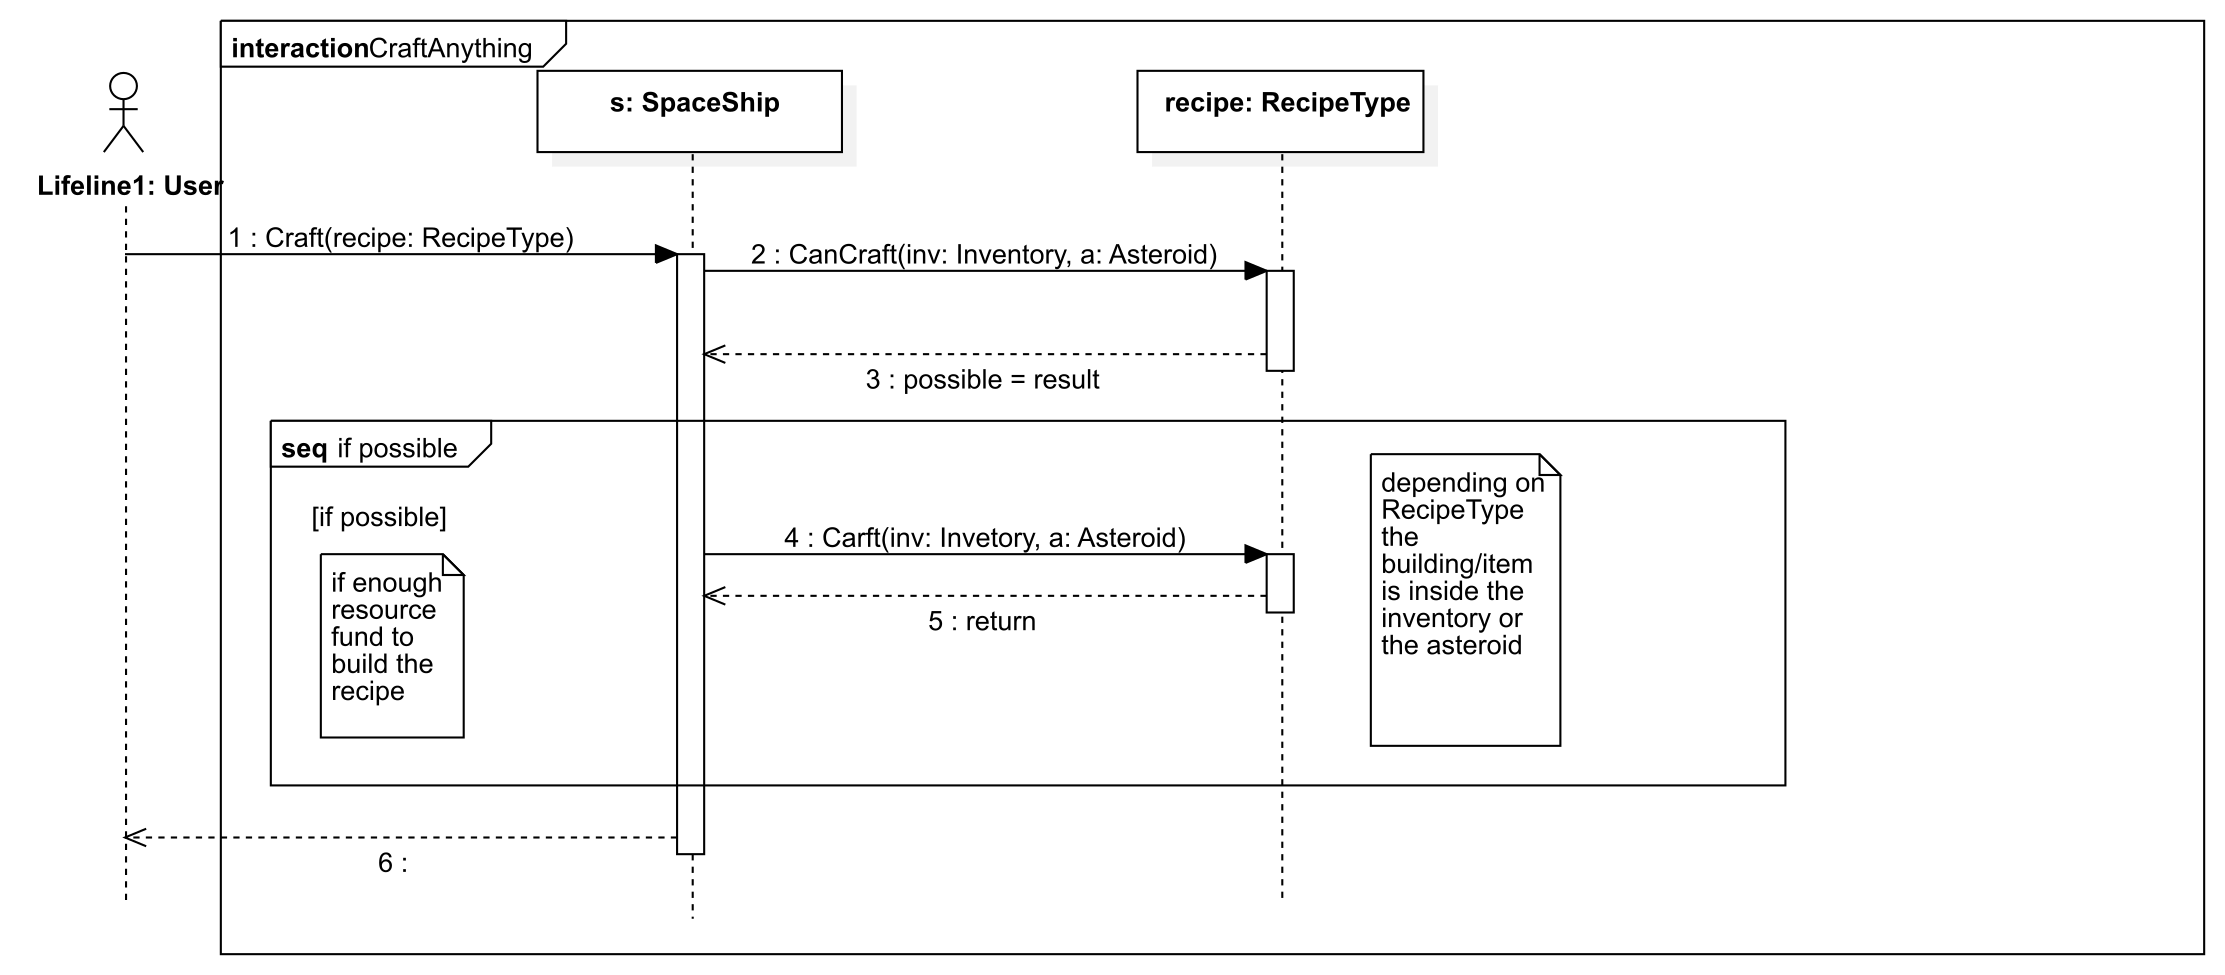 interactionCraftAnything
s: SpaceShip
recipe: RecipeType
Lifeline1: User
1 : Craft(recipe: RecipeType)
2 : CanCraft(inv: Inventory, a: Asteroid)
3 : possible = result
seq if possible
[if possible]
if enough
resource
fund to
build the
recipe
4 : Carft(inv: Invetory, a: Asteroid)
5 : return
depending on
RecipeType
the
building/item
is inside the
inventory or
the asteroid
6 :